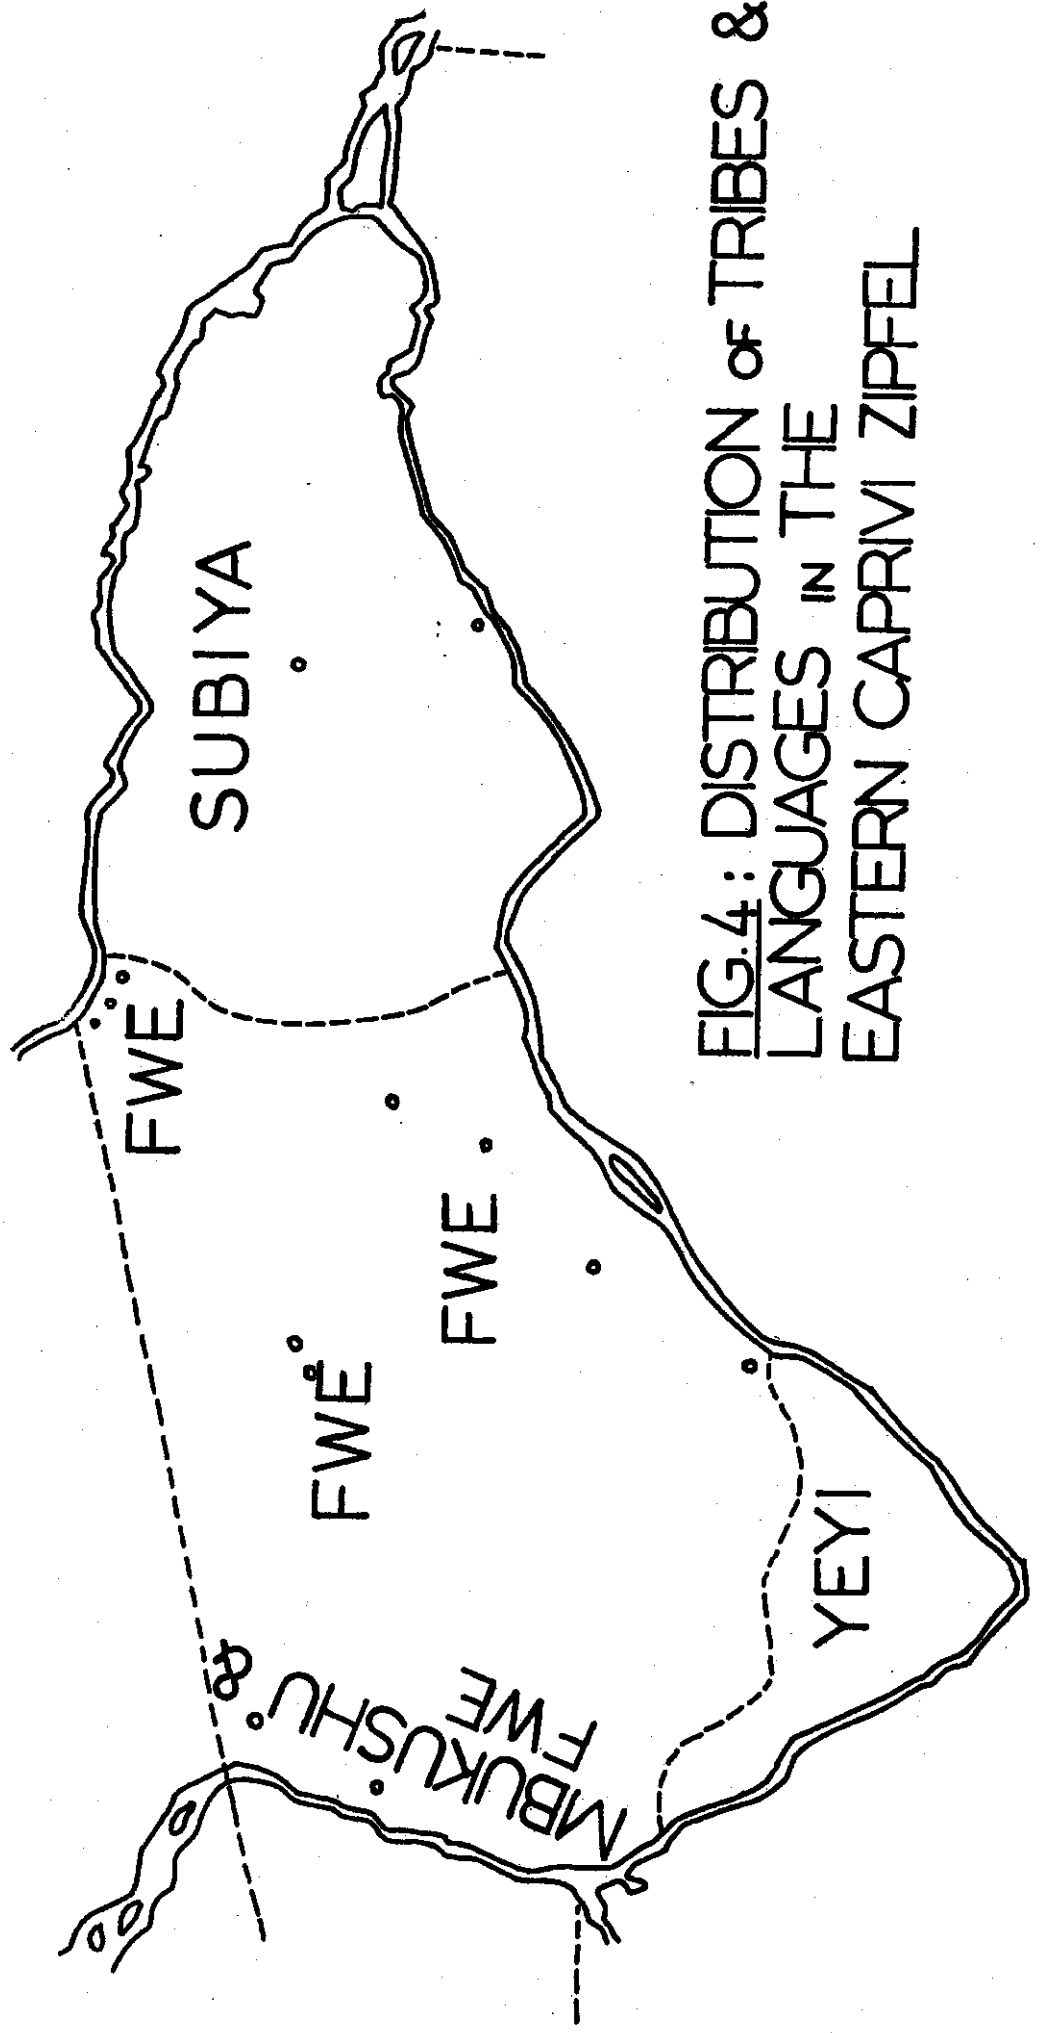 SUBIYA
FWE
FWE
FWE
MBUKUSHU &
FWE
YEYI
FIG. 4 : DISTRIBUTION OF TRIBES &
LANGUAGES IN THE
EASTERN CAPRIVI ZIPFEL